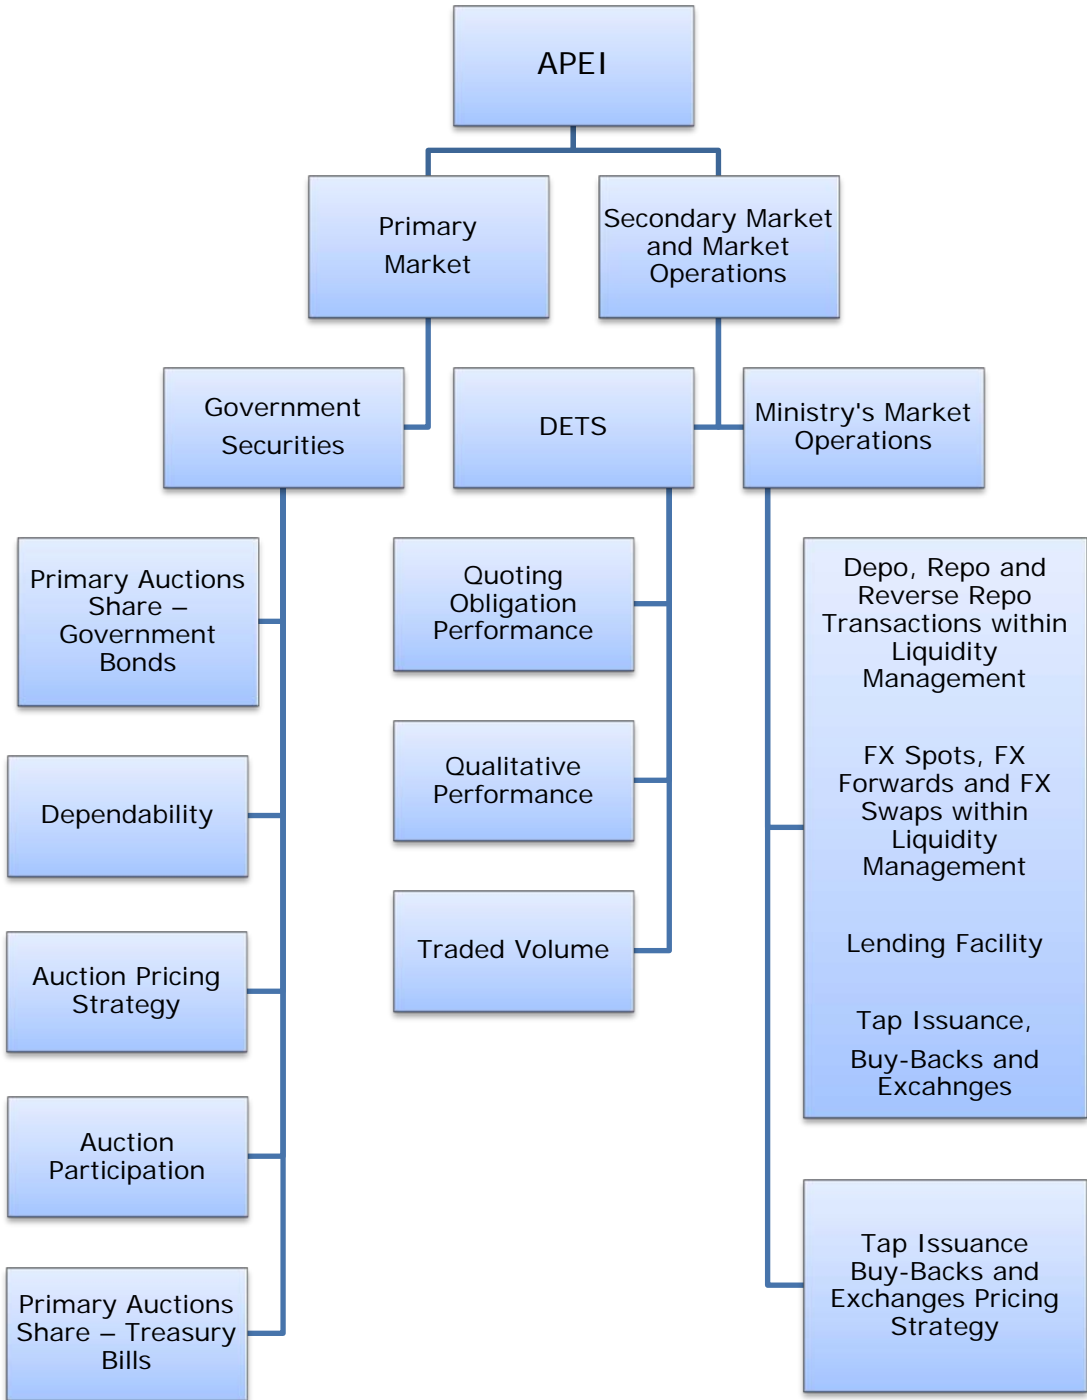 APEI
Primary
Market
Secondary Market
and Market
Operations
Government
Securities
DETS
Ministry's Market
Operations
Primary Auctions
Share –
Government
Bonds
Dependability
Auction Pricing
Strategy
Auction
Participation
Primary Auctions
Share – Treasury
Bills
Quoting
Obligation
Performance
Qualitative
Performance
Traded Volume
Depo, Repo and
Reverse Repo
Transactions within
Liquidity
Management
FX Spots, FX
Forwards and FX
Swaps within
Liquidity
Management
Lending Facility
Tap Issuance,
Buy-Backs and
Excahnges
Tap Issuance
Buy-Backs and
Exchanges Pricing
Strategy